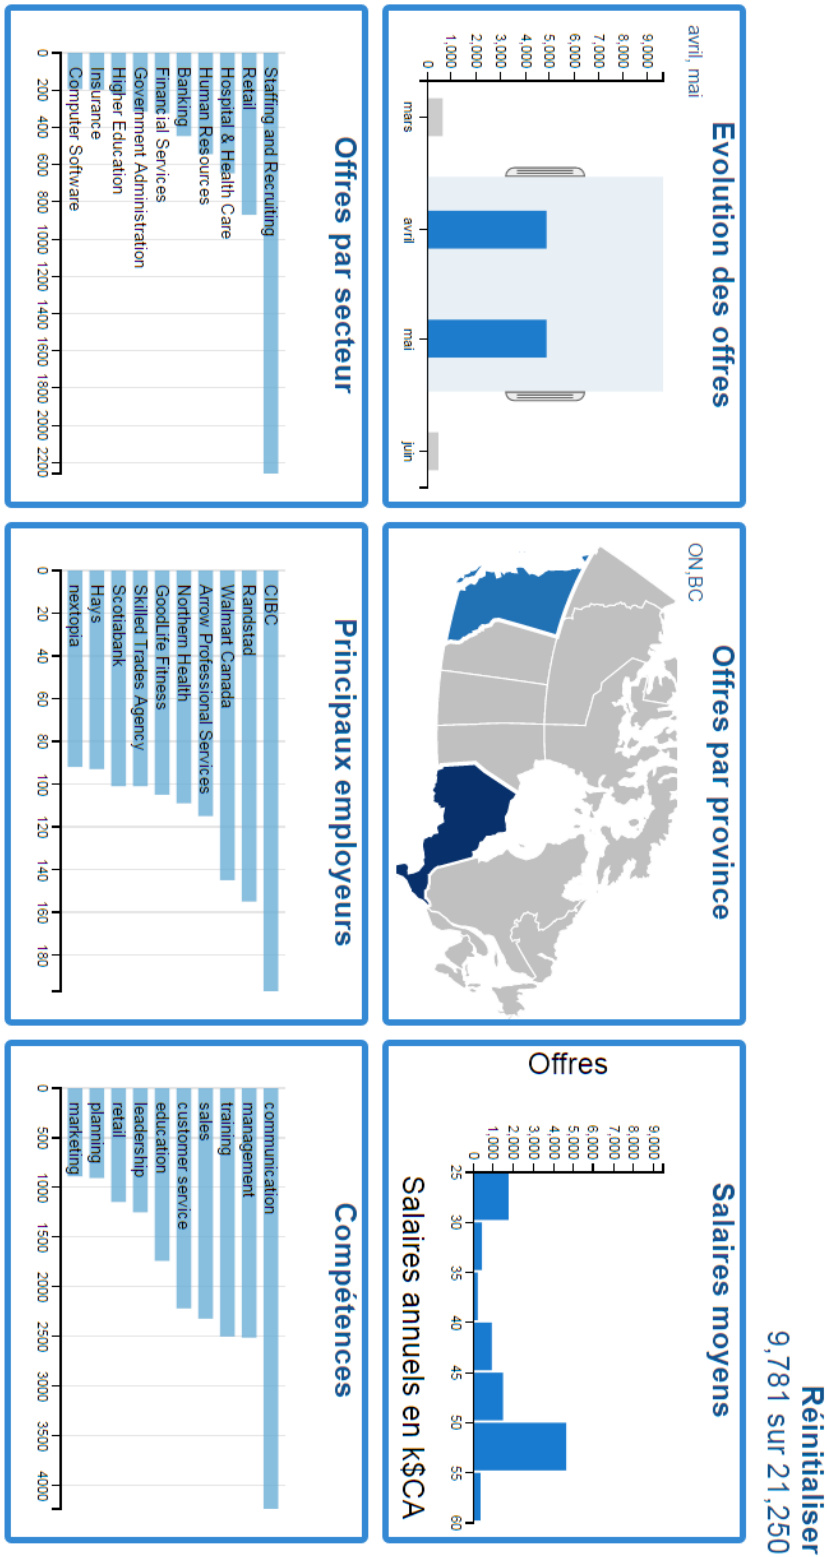 Réinitialiser
9,781 sur 21,250
Evolution des offres
avril, mai
9,000
8,000
7,000
6,000
5,000
4,000
3,000
2,000
1,000
0
mars
avril
mai
juin
Offres par province
ON,BC
Salaires moyens
Offres
9,000
8,000
7,000
6,000
5,000
4,000
3,000
2,000
1,000
0
25
30
35
40
45
50
55
60
Salaires annuels en K$CA
Offres par secteur
Staffing and Recruiting
Retail
Hospital & Health Care
Human Resources
Banking
Financial Services
Government Administration
Higher Education
Insurance
Computer Software
0
200
400
600
800
1000
1200
1400
1600
1800
2000
2200
Principaux employeurs
CIBC
Randstad
Walmart Canada
Arrow Professional Services
Northern Health
GoodLife Fitness
Skilled Trades Agency
Scotiabank
Hays
nextopia
0
20
40
60
80
100
120
140
160
180
Compétences
communication
management
training
sales
customer service
education
leadership
retail
planning
marketing
0
500
1000
1500
2000
2500
3000
3500
4000